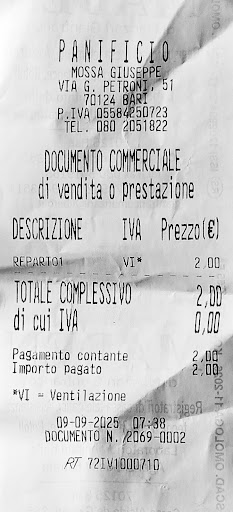 PANIFICIO
MOSSA GIUSEPPE
VIA G. PETRONI, 51
70124 BARI
P.IVA 05584250723
TEL. 080 2051822
DOCUMENTO COMMERCIALE
di vendita o prestazione
DESCRIZIONE IVA Prezzo(€)
REPARTO1 VI* 2,00
TOTALE COMPLESSIVO 2,00
di cui IVA 0,00
Pagamento contante 2,00
Importo pagato 2,00
*VI = Ventilazione
09-09-2025 07:38
DOCUMENTO N. 2069-0002
RT 72IV1000710